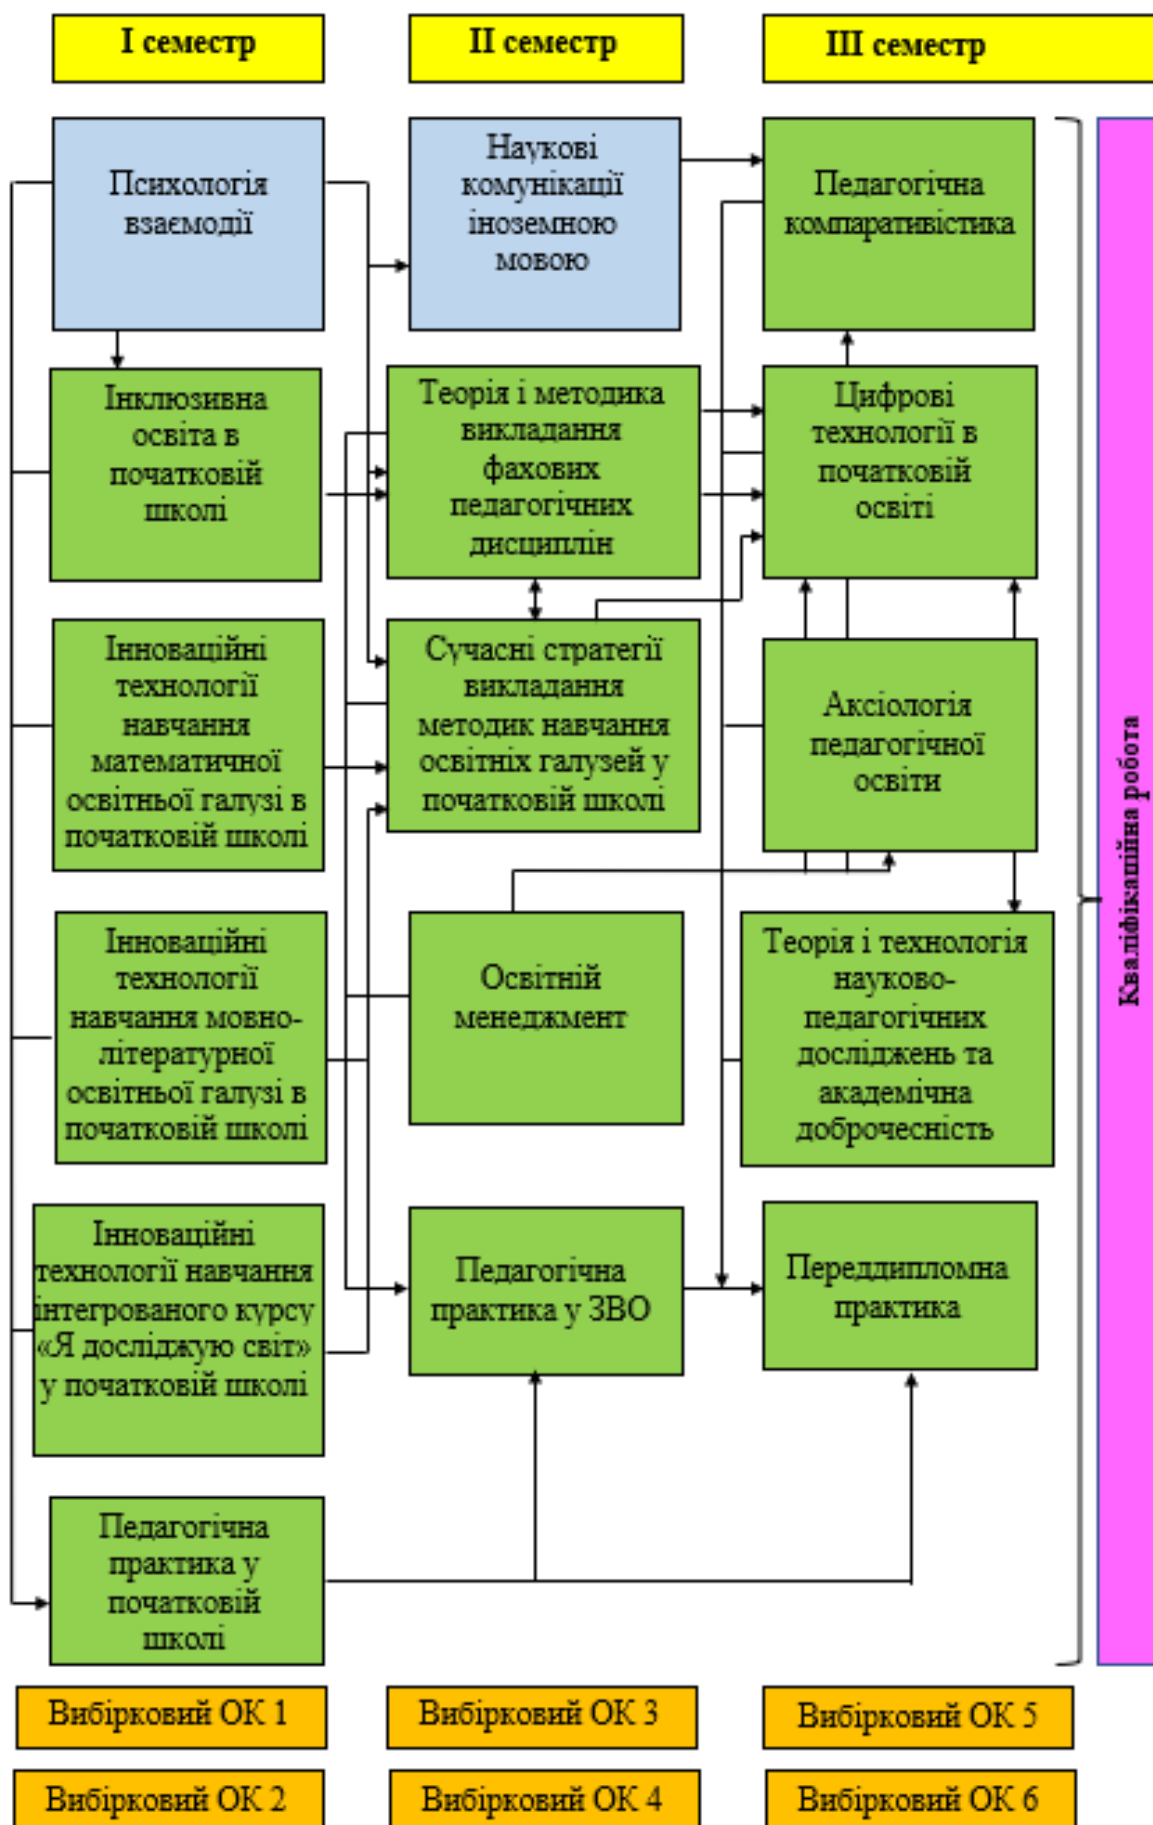 І семестр
ІІ семестр
ІІІ семестр
Психологія
взаємодії
Наукові
комунікації
іноземною
мовою
Педагогічна
компаративістика
Інклюзивна
освіта в
початковій
школі
Теорія і методика
викладання
фахових
педагогічних
дисциплін
Цифрові
технології в
початковій
освіті
Інноваційні
технології
навчання
математичної
освітньої галузі в
початковій школі
Сучасні стратегії
викладання
методик навчання
освітніх галузей у
початковій школі
Аксіологія
педагогічної
освіти
Інноваційні
технології
навчання мовно-
літературної
освітньої галузі в
початковій школі
Освітній
менеджмент
Теорія і технологія
науково-
педагогічних
досліджень та
академічна
доброчесність
Інноваційні
технології навчання
інтегрованого курсу
«Я досліджую світ»
у початковій школі
Педагогічна
практика у ЗВО
Переддипломна
практика
Педагогічна
практика у
початковій
школі
Кваліфікаційна робота
Вибірковий ОК 1
Вибірковий ОК 3
Вибірковий ОК 5
Вибірковий ОК 2
Вибірковий ОК 4
Вибірковий ОК 6